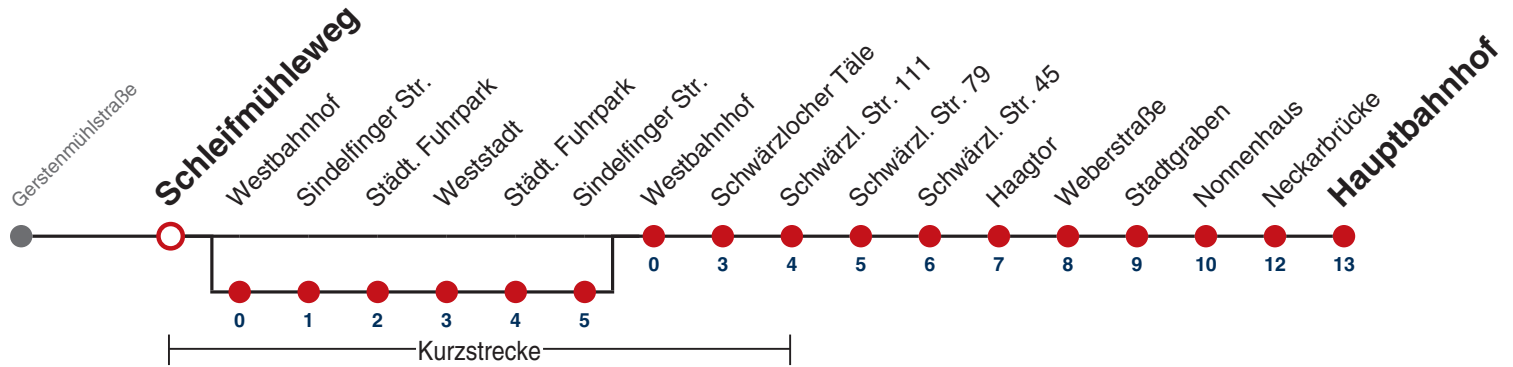 Gerstenmühlstraße
Schleifmühleweg
Westbahnhof
Sindelfinger Str.
Städt. Fuhrpark
Weststadt
Städt. Fuhrpark
Sindelfinger Str.
Westbahnhof
Schwärzlocher Täle
Schwärzl. Str. 111
Schwärzl. Str. 79
Schwärzl. Str. 45
Haagtor
Weberstraße
Stadtgraben
Nonnenhaus
Neckarbrücke
Hauptbahnhof
0 3 4 5 6 7 8 9 10 12 13
0 1 2 3 4 5
Kurzstrecke